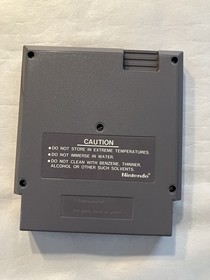 CAUTION
•DO NOT STORE IN EXTREME TEMPERATURES.
•DO NOT IMMERSE IN WATER.
•DO NOT CLEAN WITH BENZENE, THINNER,
ALCOHOL OR OTHER SUCH SOLVENTS.
Nintendo